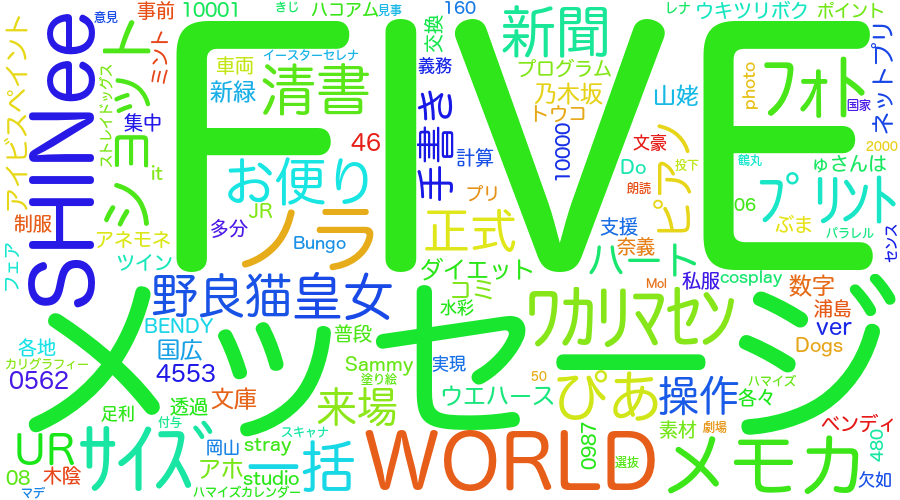 意見
事前
10001
きじ
ハコアム
見事
160
レナ
ウキツリボク
ポイント
アイビスペイント
SHINee
ショット
ミント
ストレイドッグス
集中
it
制服
アネモネ
フェア
ツイン
FIVE
車両
イースターセレナ
新緑
清書
交換
義務
手書き
新聞
プログラム
乃木坂
トウコ
山姥
photo
フォト
国家
ネットプリ
2000
46
計算
10000
文豪
Do
ピアノ
投下
鶴丸
ゅさんは
お便り
プリ
朗読
プリント
JR
多分
ノラ
Bungo
正式
支援
奈義
06
ぶま
パラレル
センス
ハート
ダイエット
コミ
水彩
私服
cosplay
Mol
数字
浦島
ver
Dogs
野良猫皇女
ワカリマセン
メッセージ
BENDY
各地
国広
普段
カリグラフィー
0562
4553
Sammy
実現
塗り絵
ウエハース
50
ぴあ
操作
各々
ハマイズ
足利
透過
文庫
来場
付与
スキャナ
ベンディ
UR
サイズ
岡山
stray
一括
WORLD
0987
選抜
素材
劇場
メモカ
480
08
木陰
マデ
アホ
studio
ハマイズカレンダー
欠如